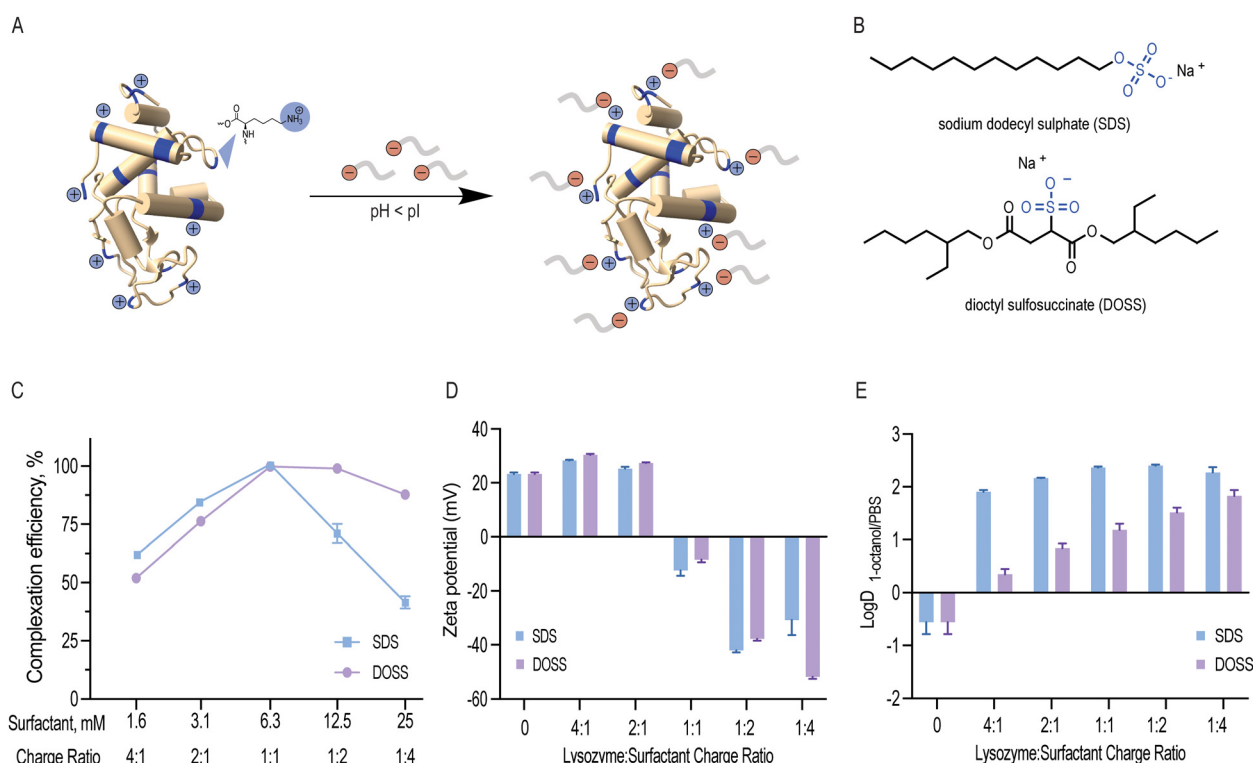 A
B
O
O
NH
NH3
+
pH < pI
O
O
S
O-
O
Na +
sodium dodecyl sulphate (SDS)
Na +
O −
O=S=O
O
O
O
O
dioctyl sulfosuccinate (DOSS)
C
D
E
Complexation efficiency, %
100
75
50
25
0
SDS
DOSS
Surfactant, mM 1.6 3.1 6.3 12.5 25
Charge Ratio 4:1 2:1 1:1 1:2 1:4
Zeta potential (mV)
40
20
0
-20
-40
-60
SDS
DOSS
0 4:1 2:1 1:1 1:2 1:4
Lysozyme:Surfactant Charge Ratio
LogD 1-octanol/PBS
3
2
1
0
-1
-2
SDS
DOSS
0 4:1 2:1 1:1 1:2 1:4
Lysozyme:Surfactant Charge Ratio